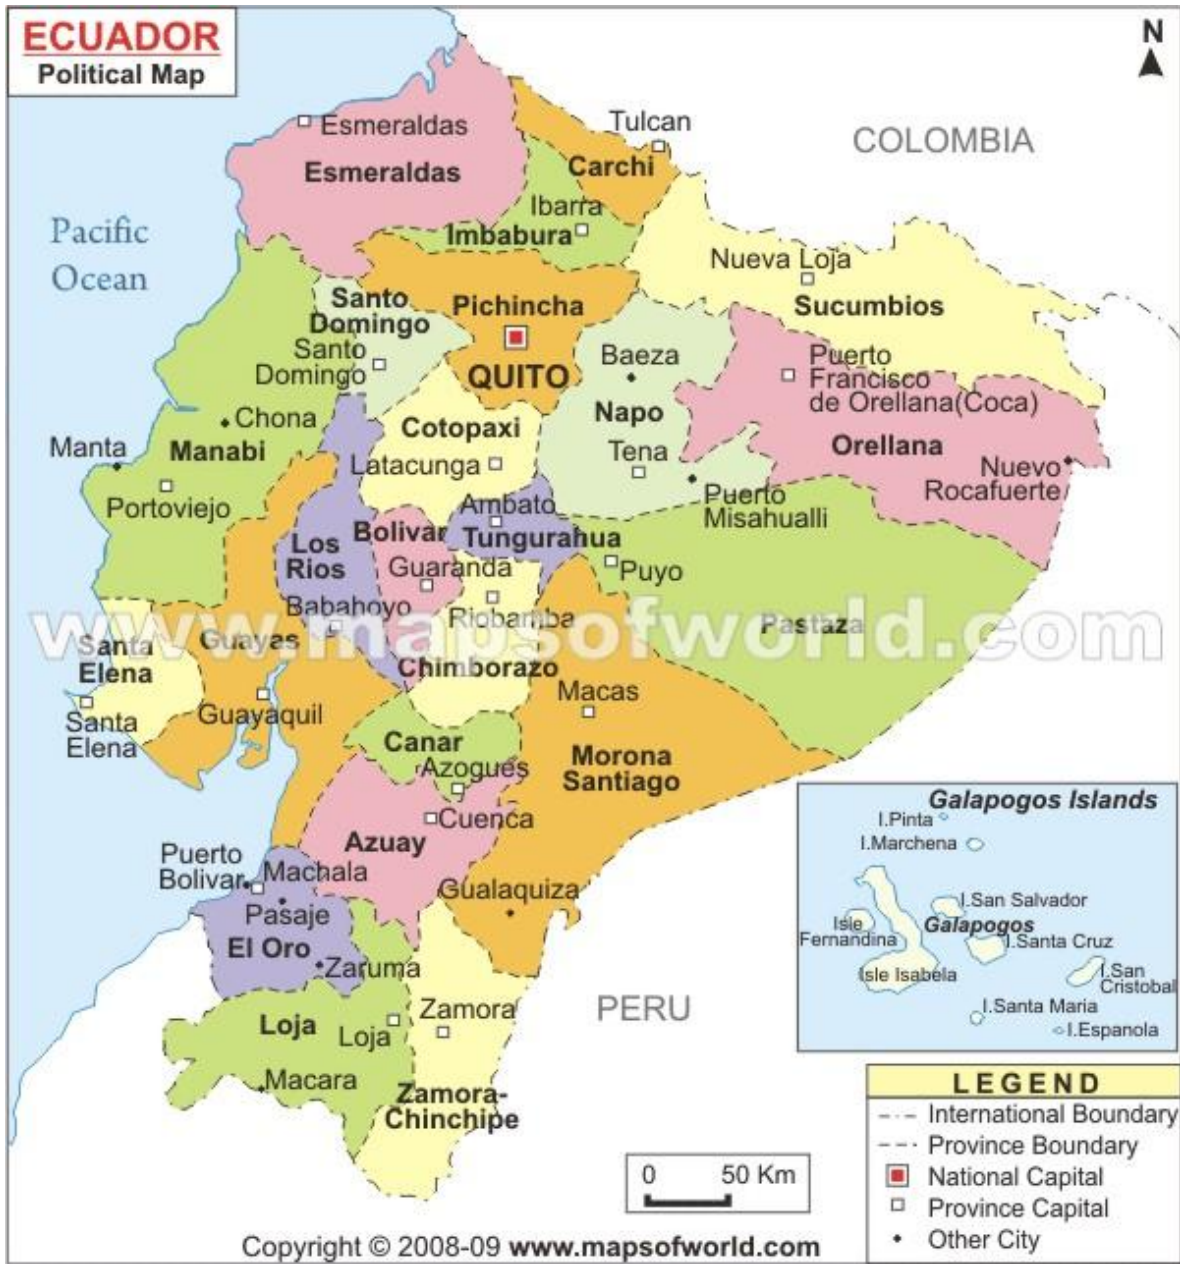 ECUADOR
Political Map
N
COLOMBIA
Tulcan
Carchi
Esmeraldas
Esmeraldas
Ibarra
Imbabura
Pacific
Ocean
Nueva Loja
Sucumbios
Santo
Domingo
Pichincha
QUITO
Santo
Domingo
Baeza
Napo
Tena
Puerto
Misahualli
Puerto
Francisco
de Orellana(Coca)
Orellana
Nuevo
Rocafuerte
Chona
Manta
Manabi
Portoviejo
Cotopaxi
Latacunga
Ambato
Tungurahua
Bolivar
Guaranda
Los
Rios
Babahoyo
Riobamba
Chimborazo
Puyo
Pastaza
www.mapsofworld.com
Guayas
Guayaquil
Santa
Elena
Santa
Elena
Macas
Morona
Santiago
Canar
Azogues
Cuenca
Azuay
Gualaquiza
Puerto
Bolivar
Machala
Pasaje
El Oro
Zaruma
Loja
Loja
Macara
Zamora
Zamora-
Chinchipe
PERU
Galapogos Islands
I.Pinta
I.Marchena
I.San Salvador
Galapogos
Isle
Fernandina
I.Santa Cruz
Isle Isabela
I.San
Cristobal
I.Santa Maria
I.Espanola
LEGEND
International Boundary
Province Boundary
National Capital
Province Capital
Other City
0 50 Km
Copyright © 2008-09 www.mapsofworld.com